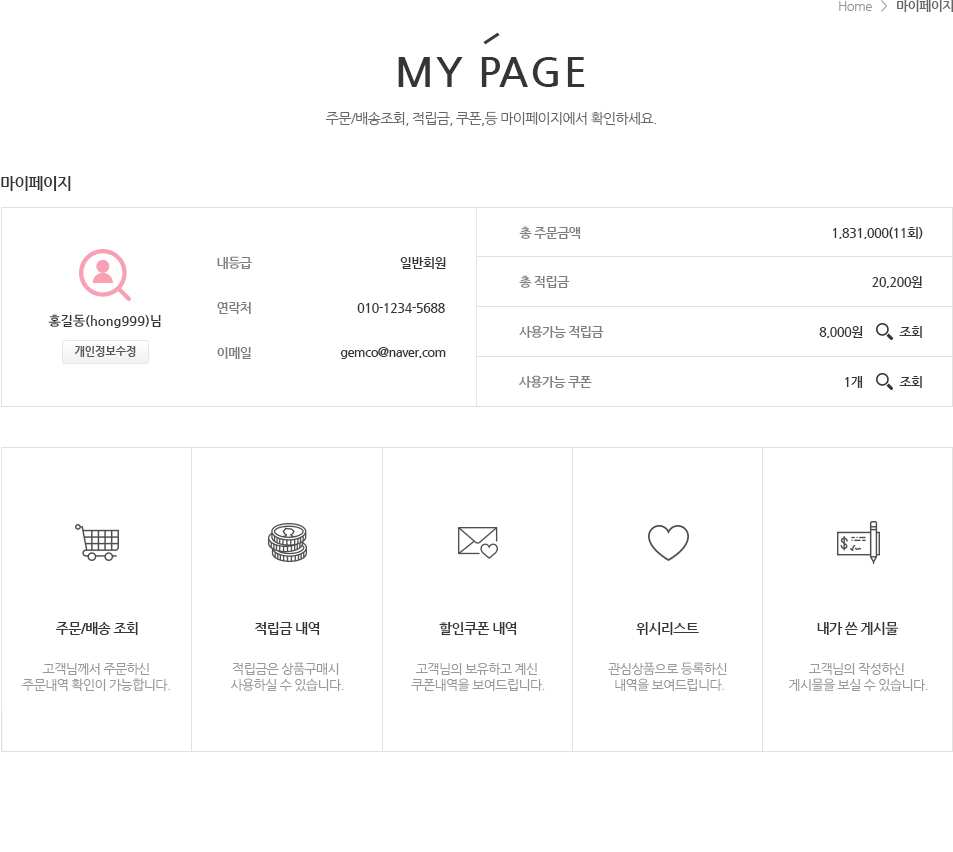 Home > 마이페이지
MY PAGE
주문/배송조회, 적립금, 쿠폰,등 마이페이지에서 확인하세요.
마이페이지
홍길동(hong999)님
개인정보수정
내등급 일반회원
연락처 010-1234-5688
이메일 gemco@naver.com
총 주문금액 1,831,000(11회)
총 적립금 20,200원
사용가능 적립금 8,000원 조회
사용가능 쿠폰 1개 조회
주문/배송 조회
고객님께서 주문하신
주문내역 확인이 가능합니다.
적립금 내역
적립금은 상품구매시
사용하실 수 있습니다.
할인쿠폰 내역
고객님의 보유하고 계신
쿠폰내역을 보여드립니다.
위시리스트
관심상품으로 등록하신
내역을 보여드립니다.
내가 쓴 게시물
고객님의 작성하신
게시물을 보실 수 있습니다.